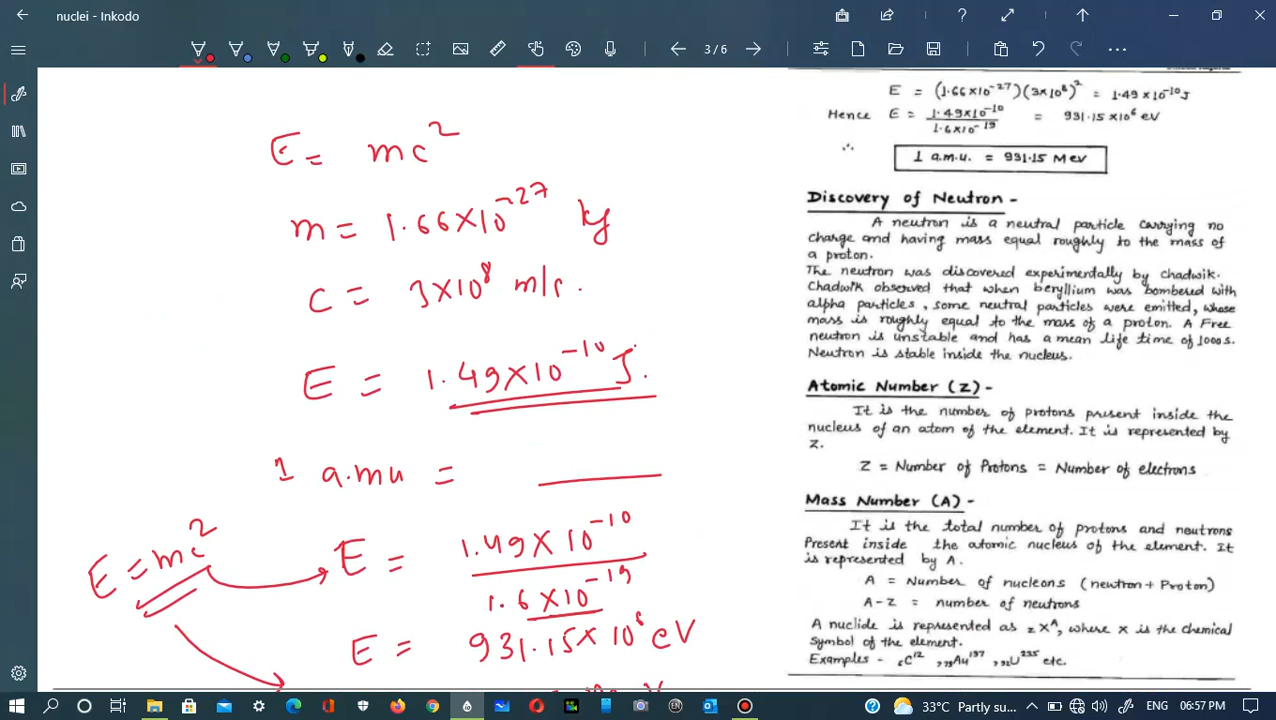 nuclei - Inkodo
3/6
E = mc²
m = 1.66×10⁻²⁷ kg
c = 3×10⁸ m/s.
E = 1.49×10⁻¹⁰ J.
1 a.mu =
E = mc²
E = 1.49×10⁻¹⁰
1.6×10⁻¹⁹
E = 931.15×10⁶ eV
E = (1.66×10⁻²⁷)(3×10⁸)² = 1.49×10⁻¹⁰J
Hence E = 1.49×10⁻¹⁰ = 931.15×10⁶ eV
1.6×10⁻¹⁹
∴ 1 a.m.u. = 931.15 Mev
Discovery of Neutron -
A neutron is a neutral particle carrying no
charge and having mass equal roughly to the mass of
a proton.
The neutron was discovered experimentally by chadwik.
Chadwik observed that when beryllium was bombered with
alpha particles, some neutral particles were emitted, whose
mass is roughly equal to the mass of a proton. A Free
neutron is unstable and has a mean life time of 1000 s.
Neutron is stable inside the nucleus.
Atomic Number (Z) -
It is the number of protons present inside the
nucleus of an atom of the element. It is represented by
Z.
Z = Number of Protons = Number of electrons
Mass Number (A) -
It is the total number of protons and neutrons
Present inside the atomic nucleus of the element. It
is represented by A.
A = Number of nucleons (neutron + Proton)
A-Z = number of neutrons
A nuclide is represented as zXᴬ, where x is the chemical
symbol of the element.
Examples - ₆C¹², ₇₉Au¹⁹⁷, ₉₂U²³⁵ etc.
33°C Partly su...
ENG 06:57 PM